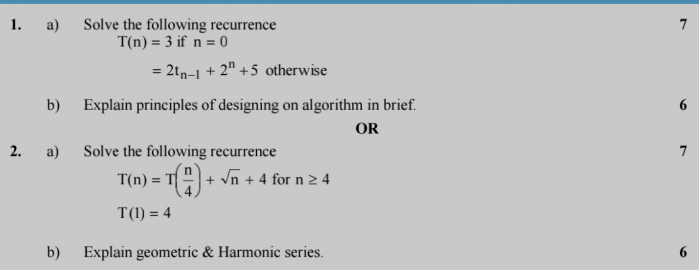 1. a) Solve the following recurrence 7
T(n) = 3 if n = 0
= 2t_{n-1} + 2^n + 5 otherwise
b) Explain principles of designing on algorithm in brief. 6
OR
2. a) Solve the following recurrence 7
T(n) = T(n/4) + √n + 4 for n ≥ 4
T(1) = 4
b) Explain geometric & Harmonic series. 6